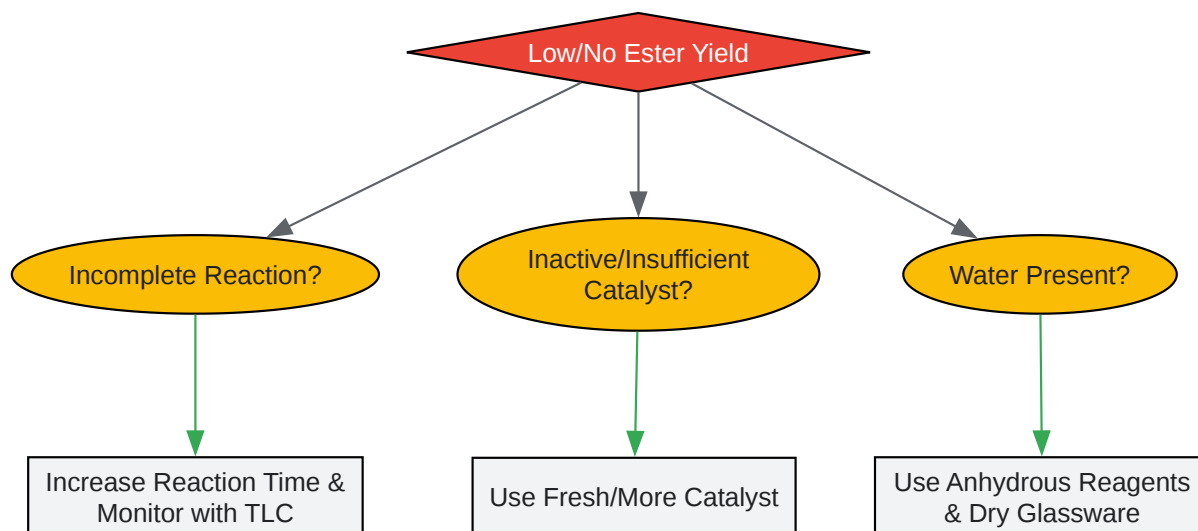 Low/No Ester Yield
Incomplete Reaction?
Inactive/Insufficient
Catalyst?
Water Present?
Increase Reaction Time &
Monitor with TLC
Use Fresh/More Catalyst
Use Anhydrous Reagents
& Dry Glassware